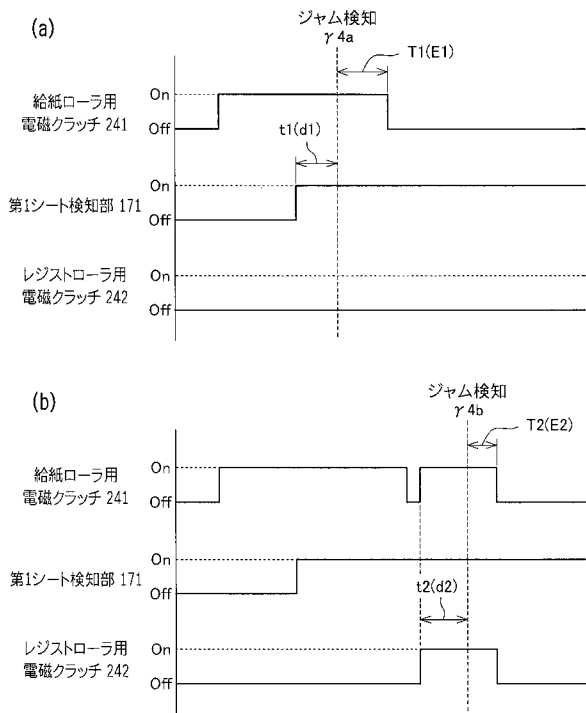 (a)
ジャム検知
γ4a
T1(E1)
給紙ローラ用
電磁クラッチ 241
On
Off
t1(d1)
第1シート検知部 171
On
Off
レジストローラ用
電磁クラッチ 242
On
Off
(b)
ジャム検知
γ4b
T2(E2)
給紙ローラ用
電磁クラッチ 241
On
Off
第1シート検知部 171
On
Off
t2(d2)
レジストローラ用
電磁クラッチ 242
On
Off